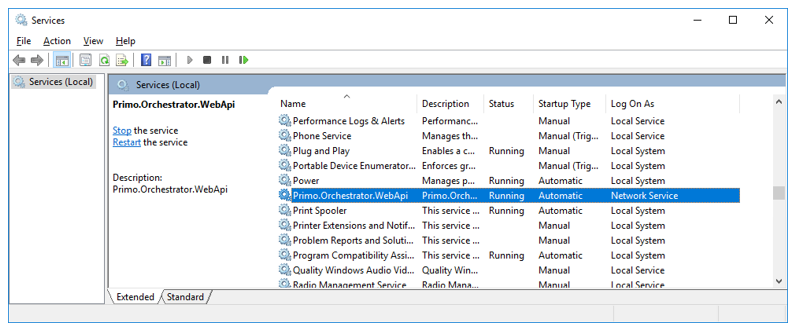 Services
File Action View Help
Services (Local)
Services (Local)
Primo.Orchestrator.WebApi
Stop the service
Restart the service
Description:
Primo.Orchestrator.WebApi
Name Description Status Startup Type Log On As
Performance Logs & Alerts Performanc... Manual Local Service
Phone Service Manages th... Manual (Trig... Local Service
Plug and Play Enables a c... Running Manual Local System
Portable Device Enumerator... Enforces gr... Manual (Trig... Local System
Power Manages p... Running Automatic Local System
Primo.Orchestrator.WebApi Primo.Orch... Running Automatic Network Service
Print Spooler This service ... Running Automatic Local System
Printer Extensions and Notif... This service ... Manual Local System
Problem Reports and Soluti... This service ... Manual Local System
Program Compatibility Assi... This service ... Running Automatic Local System
Quality Windows Audio Vid... Quality Win... Manual Local Service
Radio Management Service Radio Mana... Manual Local Service
Extended Standard